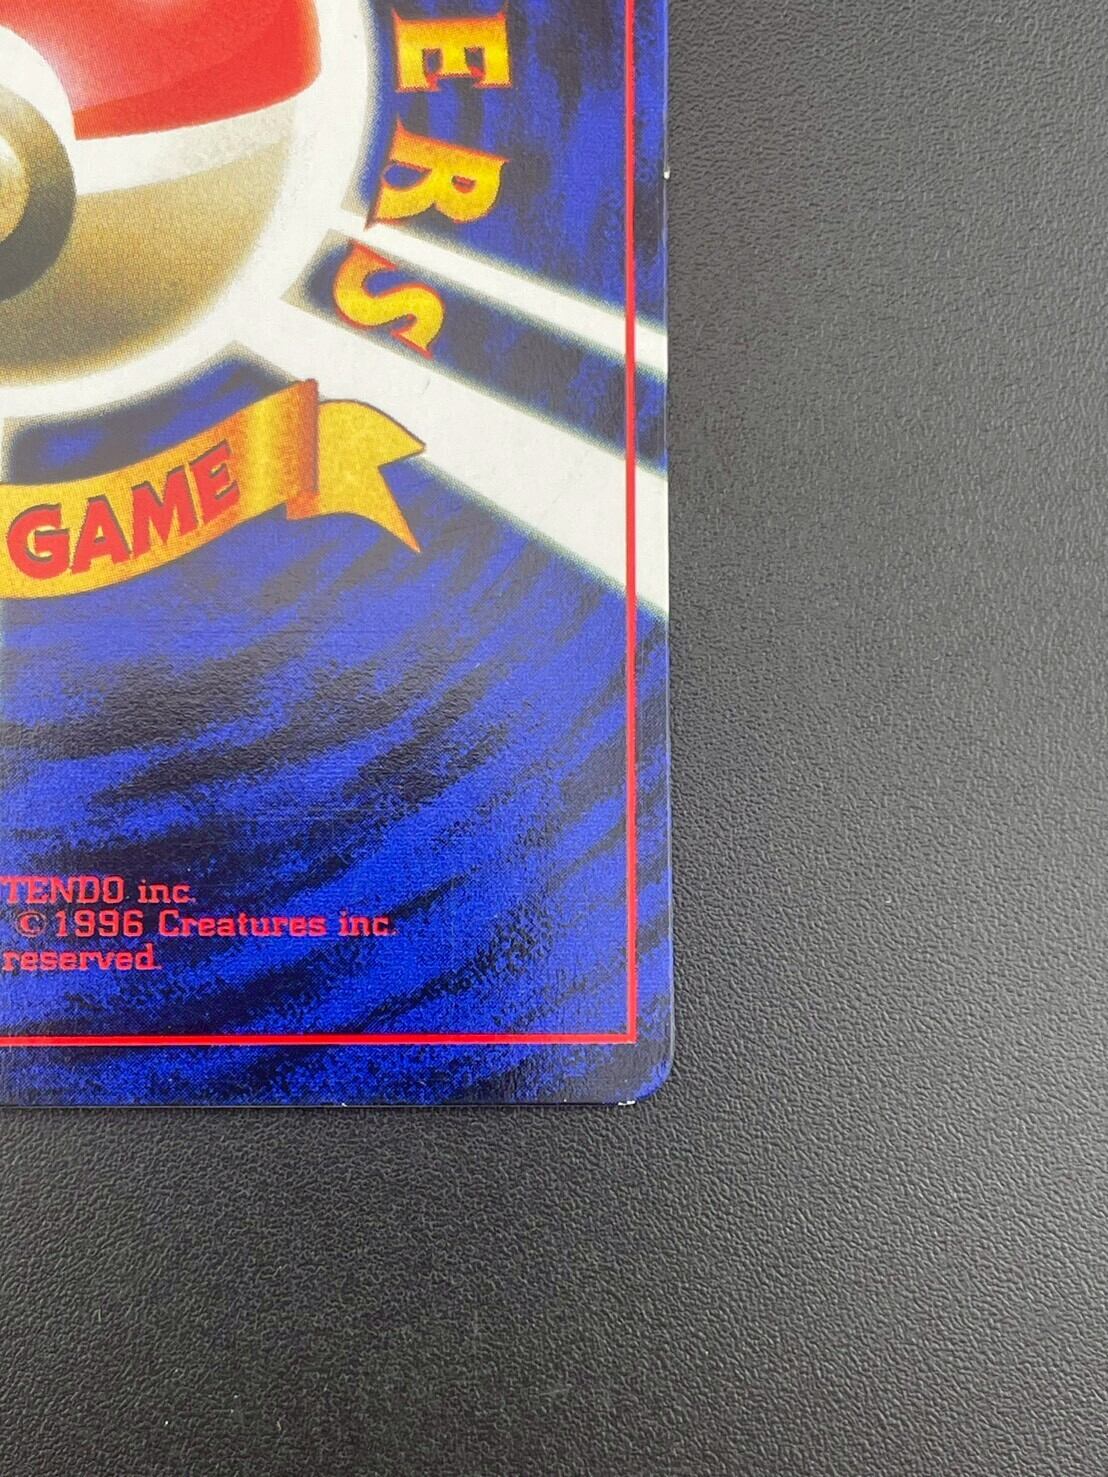 ERS
GAME
TENDO inc.
©1996 Creatures inc.
reserved.